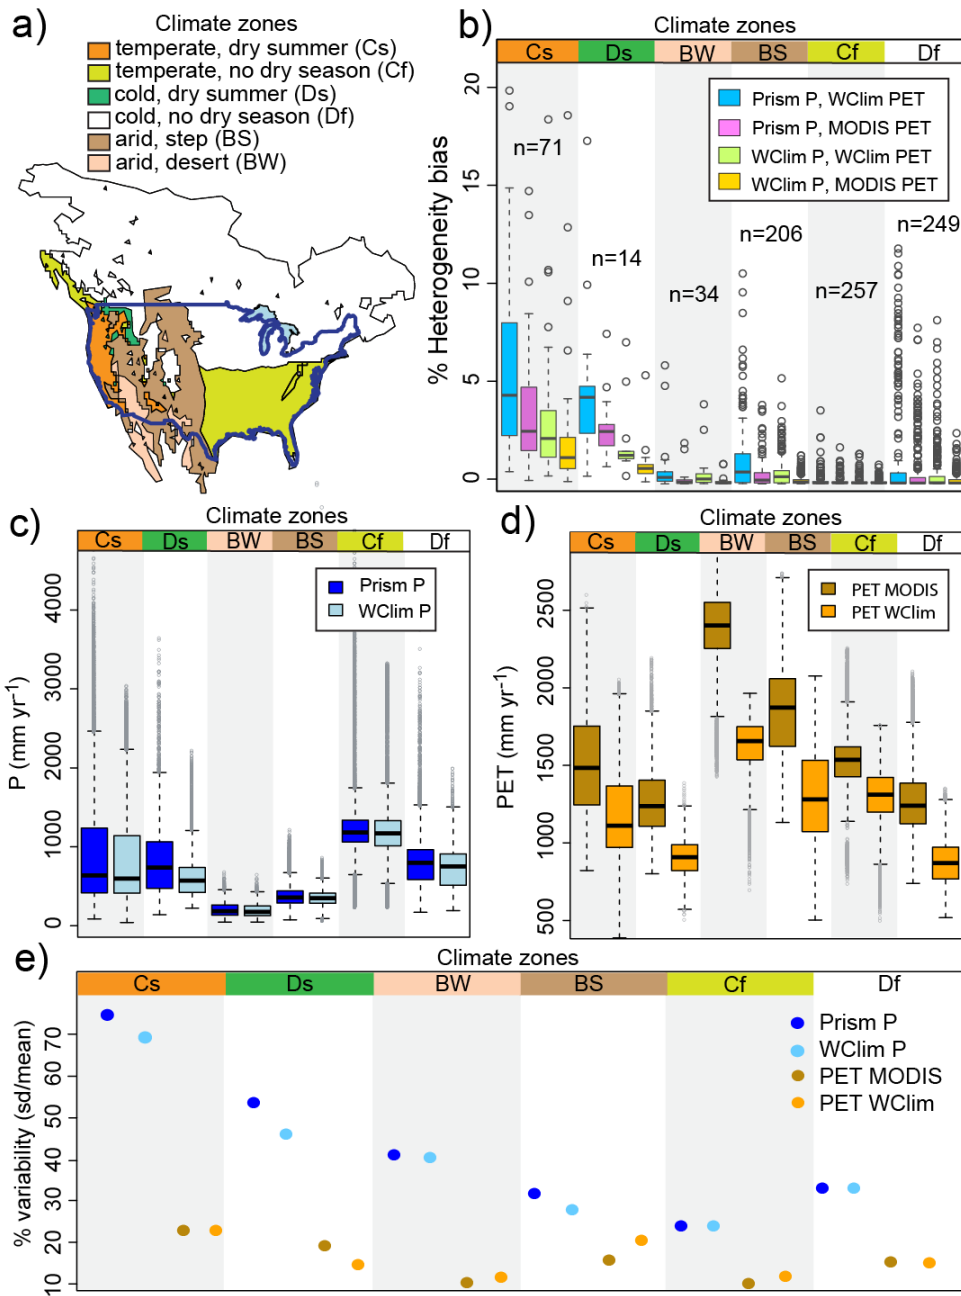 a)
Climate zones
temperate, dry summer (Cs)
temperate, no dry season (Cf)
cold, dry summer (Ds)
cold, no dry season (Df)
arid, step (BS)
arid, desert (BW)
b)
Climate zones
Cs Ds BW BS Cf Df
% Heterogeneity bias
20
15
10
5
0
Prism P, WClim PET
Prism P, MODIS PET
WClim P, WClim PET
WClim P, MODIS PET
n=71
n=14
n=34
n=206
n=257
n=249
c)
Climate zones
Cs Ds BW BS Cf Df
P (mm yr-1)
4000
3000
2000
1000
0
Prism P
WClim P
d)
Climate zones
Cs Ds BW BS Cf Df
PET (mm yr-1)
2500
2000
1500
1000
500
PET MODIS
PET WClim
e)
Climate zones
Cs Ds BW BS Cf Df
% variability (sd/mean)
70
60
50
40
30
20
10
Prism P
WClim P
PET MODIS
PET WClim